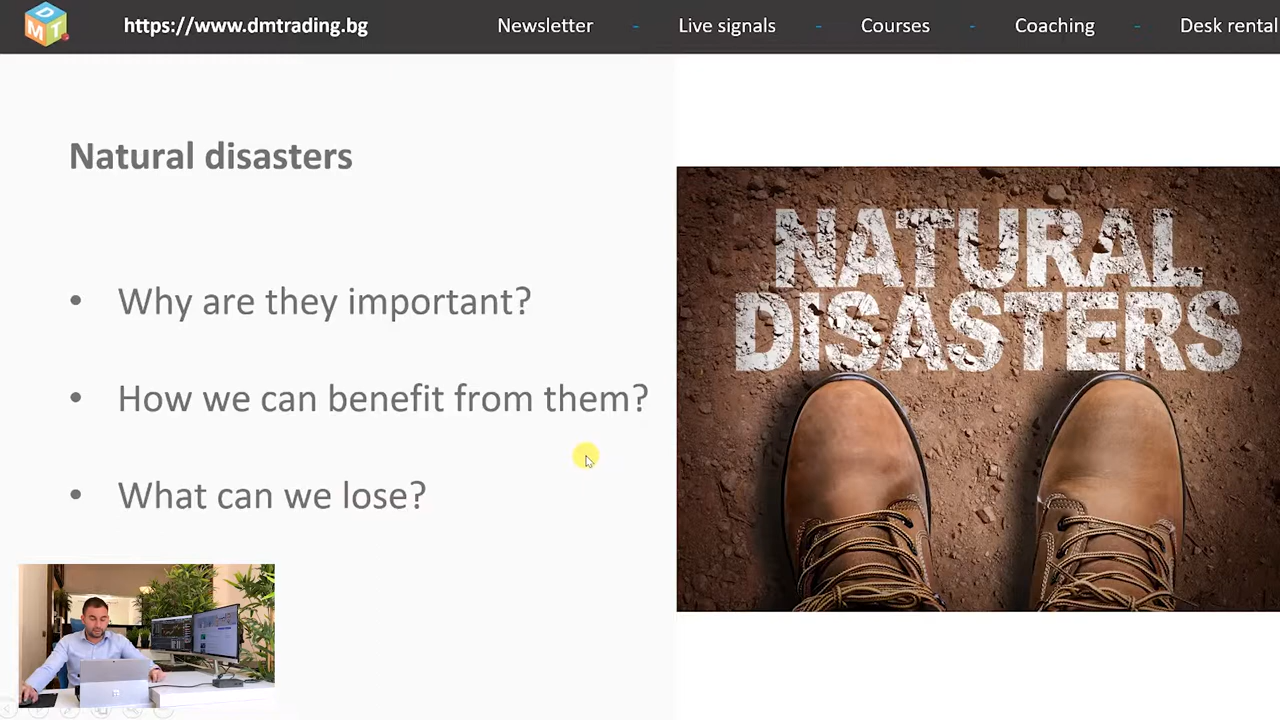 DMT
https://www.dmtrading.bg
Newsletter - Live signals - Courses - Coaching - Desk rental
Natural disasters
• Why are they important?
• How we can benefit from them?
• What can we lose?
NATURAL
DISASTERS